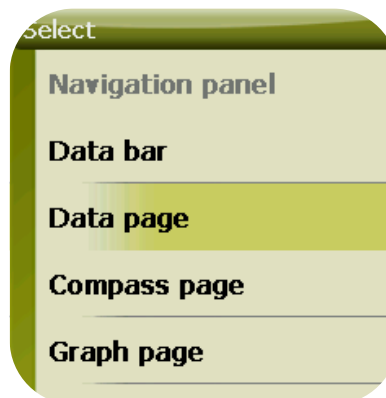 Select
Navigation panel
Data bar
Data page
Compass page
Graph page